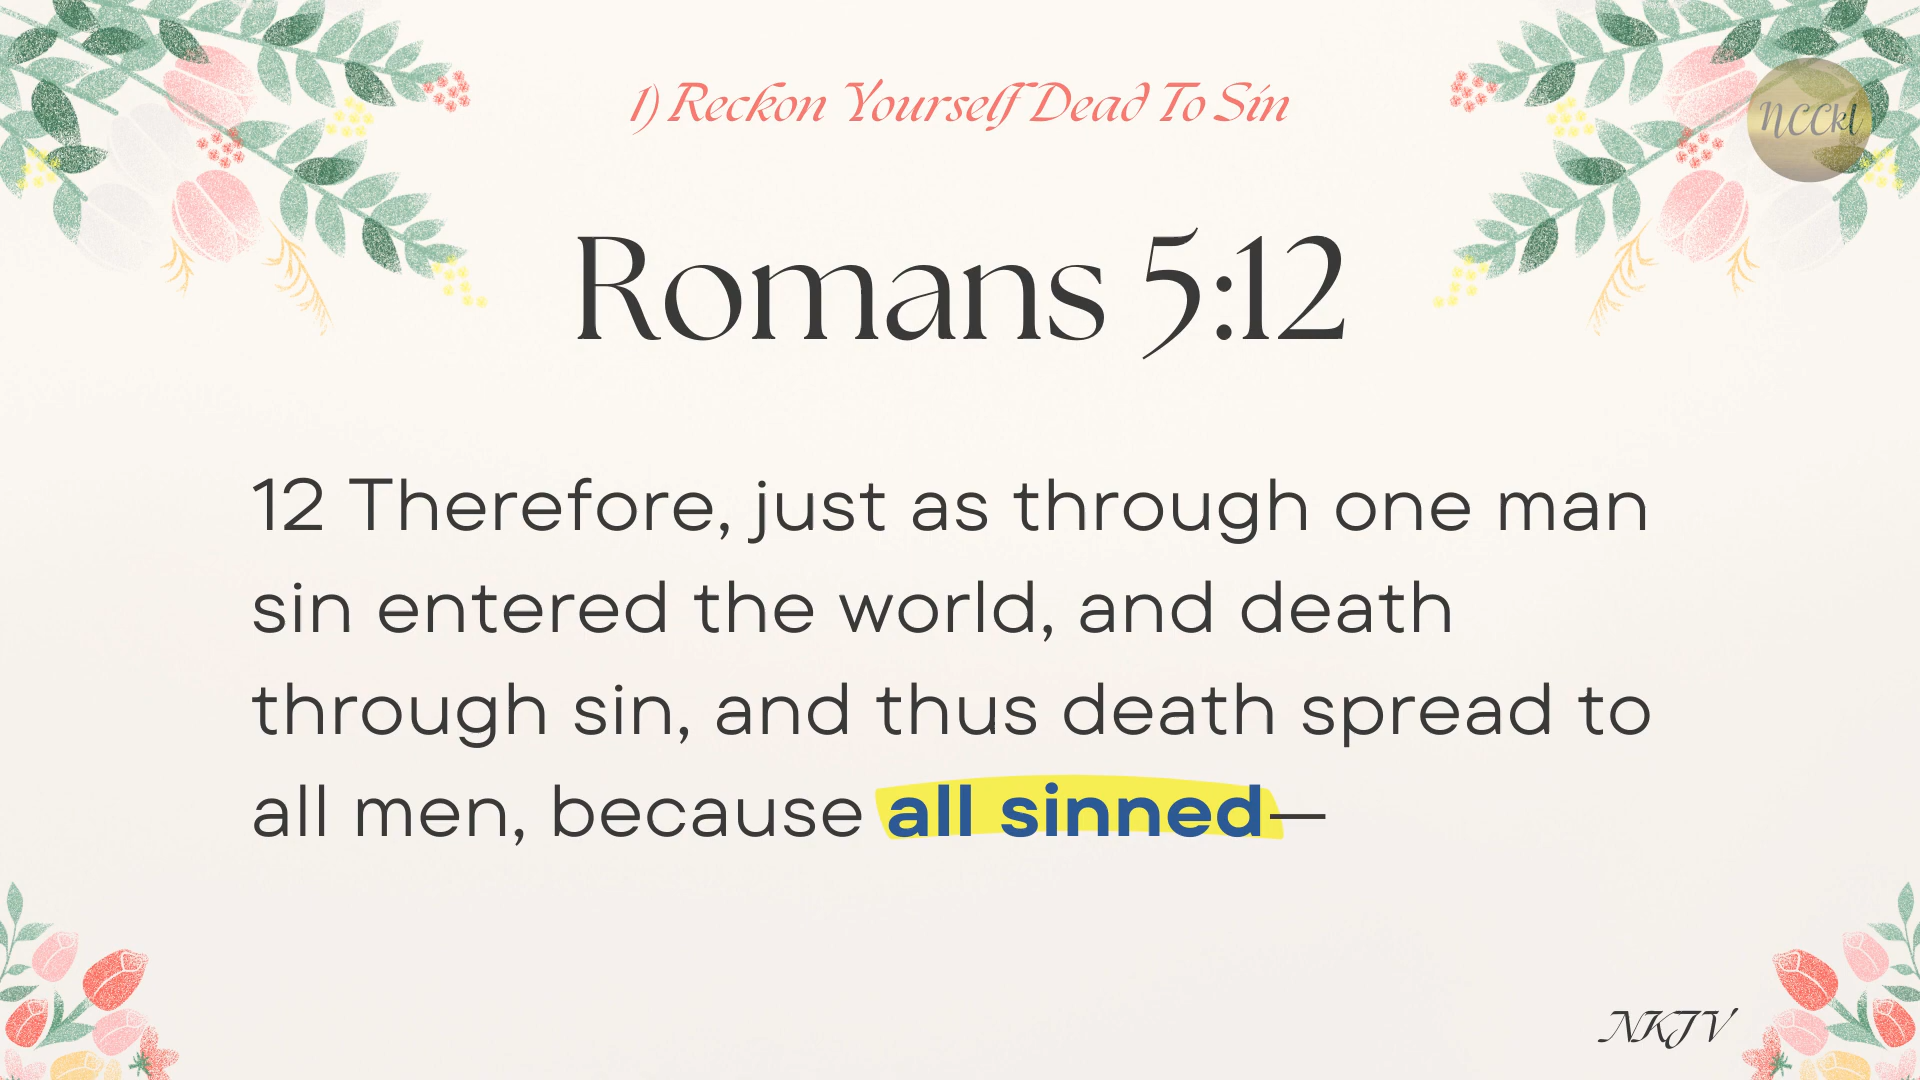 1) Reckon Yourself Dead To Sin
NCCkl
Romans 5:12
12 Therefore, just as through one man
sin entered the world, and death
through sin, and thus death spread to
all men, because all sinned—
NKJV